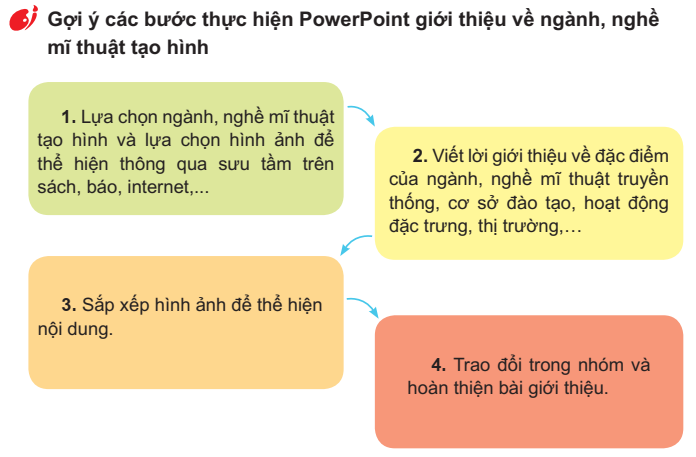 Gợi ý các bước thực hiện PowerPoint giới thiệu về ngành, nghề
mĩ thuật tạo hình
1. Lựa chọn ngành, nghề mĩ thuật
tạo hình và lựa chọn hình ảnh để
thể hiện thông qua sưu tầm trên
sách, báo, internet,...
2. Viết lời giới thiệu về đặc điểm
của ngành, nghề mĩ thuật truyền
thống, cơ sở đào tạo, hoạt động
đặc trưng, thị trường,…
3. Sắp xếp hình ảnh để thể hiện
nội dung.
4. Trao đổi trong nhóm và
hoàn thiện bài giới thiệu.